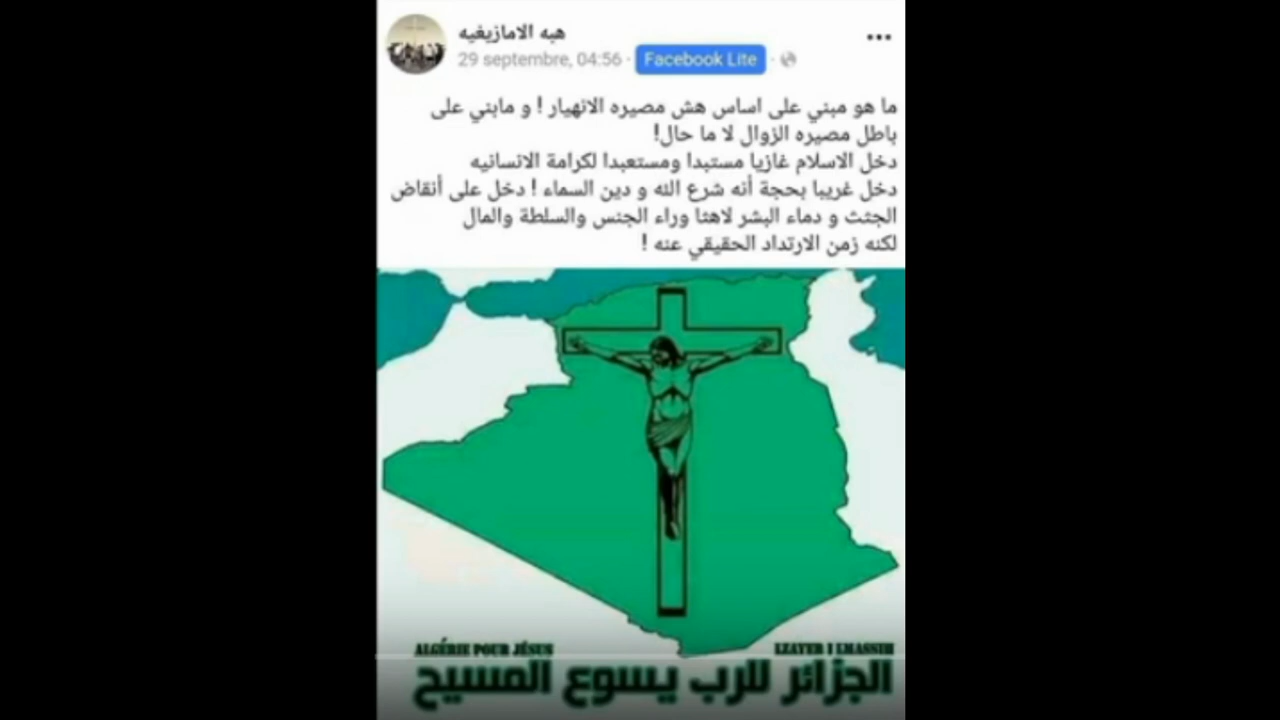 هبه الامازيغيه
29 septembre, 04:56 · Facebook Lite ·
ما هو مبني على اساس هش مصيره الانهيار ! و مابني على
باطل مصيره الزوال لا ما حال!
دخل الاسلام غازيا مستبدا ومستعبدا لكرامة الانسانيه
دخل غريبا بحجة أنه شرع الله و دين السماء ! دخل على أنقاض
الجثث و دماء البشر لاهثا وراء الجنس والسلطة والمال
لكنه زمن الارتداد الحقيقي عنه !
ALGÉRIE POUR JÉSUS
LZAYER I LMASSIH
الجزائر للرب يسوع المسيح